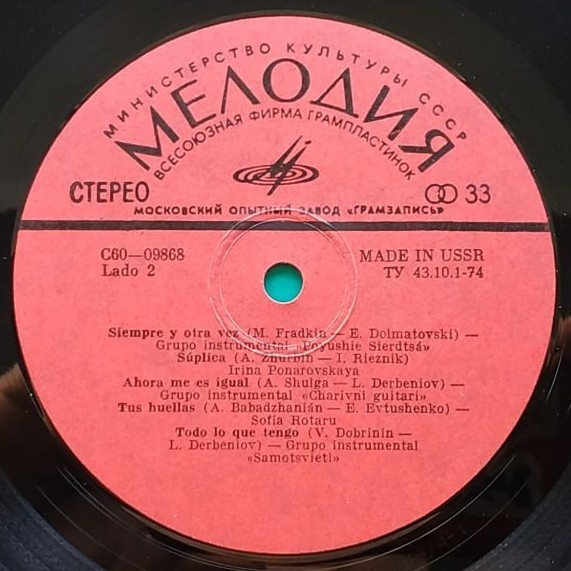 МИНИСТЕРСТВО КУЛЬТУРЫ СССР
МЕЛОДИЯ
ВСЕСОЮЗНАЯ ФИРМА ГРАМПЛАСТИНОК
СТЕРЕО
33
МОСКОВСКИЙ ОПЫТНЫЙ ЗАВОД «ГРАМЗАПИСЬ»
С60—09868
MADE IN USSR
Lado 2
ТУ 43.10.1-74
Siempre y otra vez (M. Fradkin — E. Dolmatovski) —
Grupo instrumental «Poyushie Sierdtsá»
Súplica (A. Zhurbin — I. Rieznik)
Irina Ponarovskaya
Ahora me es igual (A. Shulga — L. Derbeniov) —
Grupo instrumental «Charivni guitari»
Tus huellas (A. Babadzhanián — E. Evtushenko) —
Sofía Rotaru
Todo lo que tengo (V. Dobrinin —
L. Derbeniov) — Grupo instrumental
«Samotsvieti»